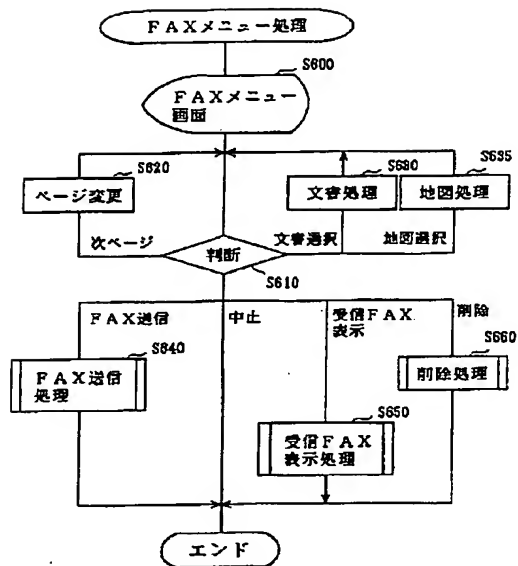 FAXメニュー処理
S600
FAXメニュー
画面
S620
S630
S635
ページ変更
文書処理
地図処理
次ページ
判断
文書選択
地図選択
S610
FAX送信
中止
受信FAX
表示
削除
S640
S660
FAX送信
処理
削除処理
S650
受信FAX
表示処理
エンド